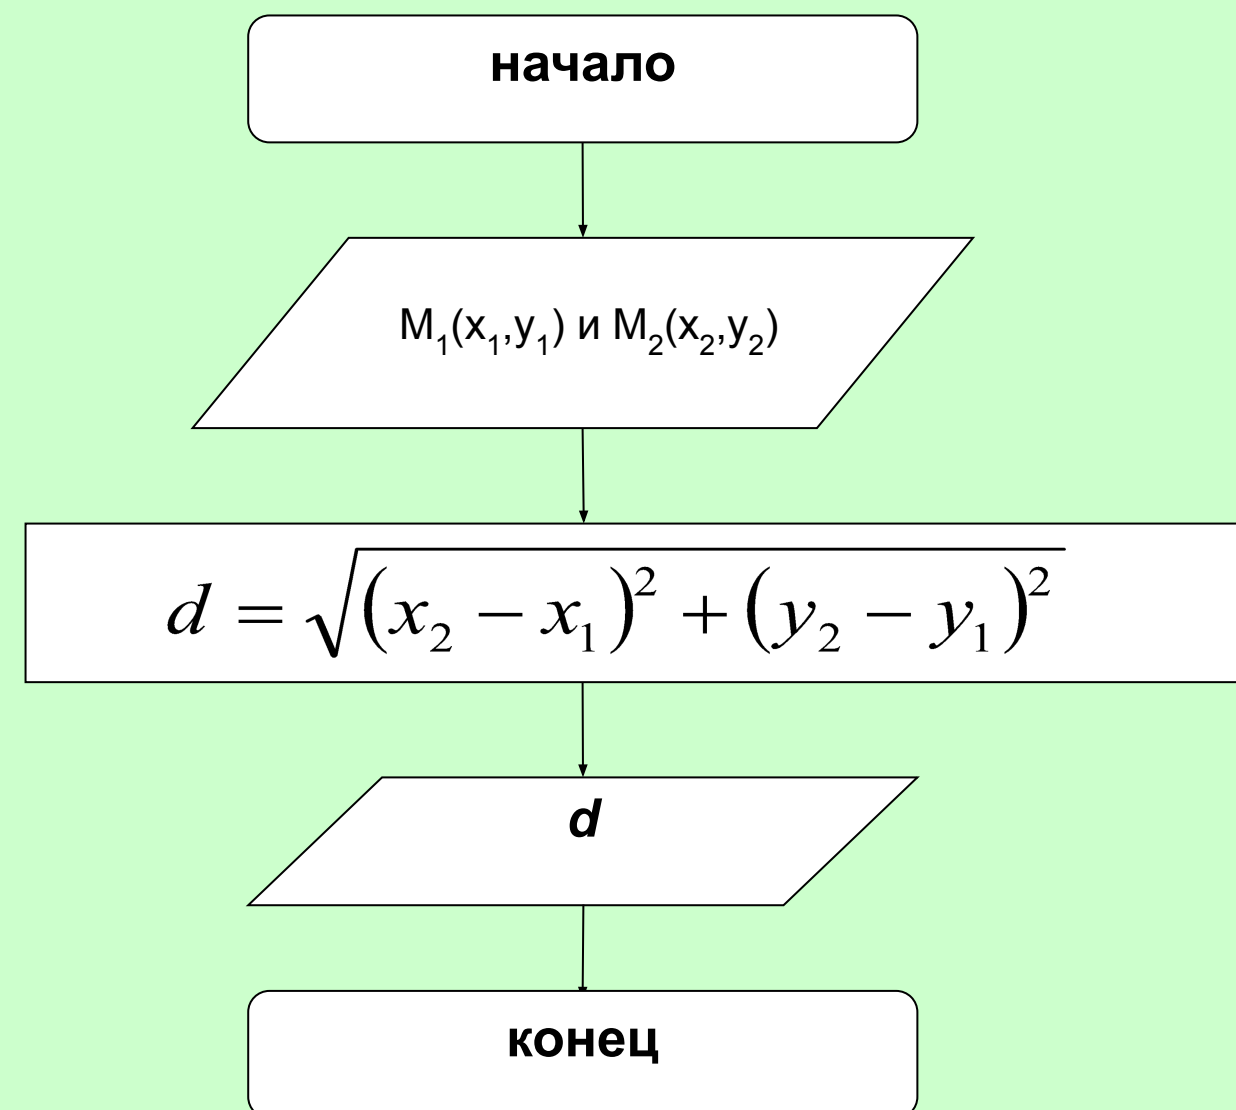 начало
M₁(x₁,y₁) и M₂(x₂,y₂)
d = √(x₂ − x₁)² + (y₂ − y₁)²
d
конец